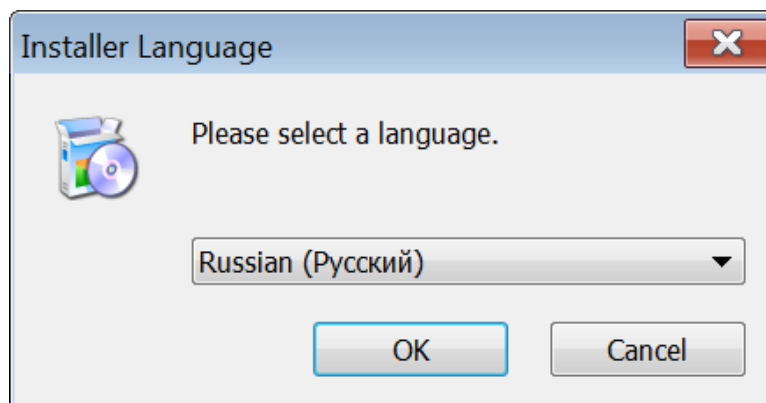 Installer Language
Please select a language.
Russian (Русский)
OK
Cancel